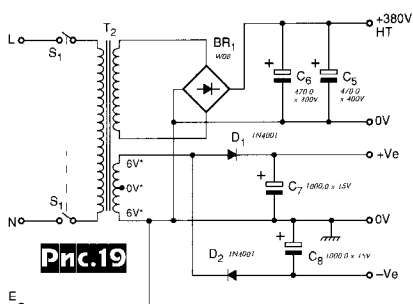 T2
+380V
HT
L
S1
BR1
W06
+
C6
470.0
x 400V
+
C5
470.0
x 400V
0V
D1 1N4001
+Ve
6V*
0V*
6V*
+
C7 1000,0 x 15V
N
S1
0V
+
C8 1000.0 x 15V
D2 1N4001
-Ve
Рис.19
E